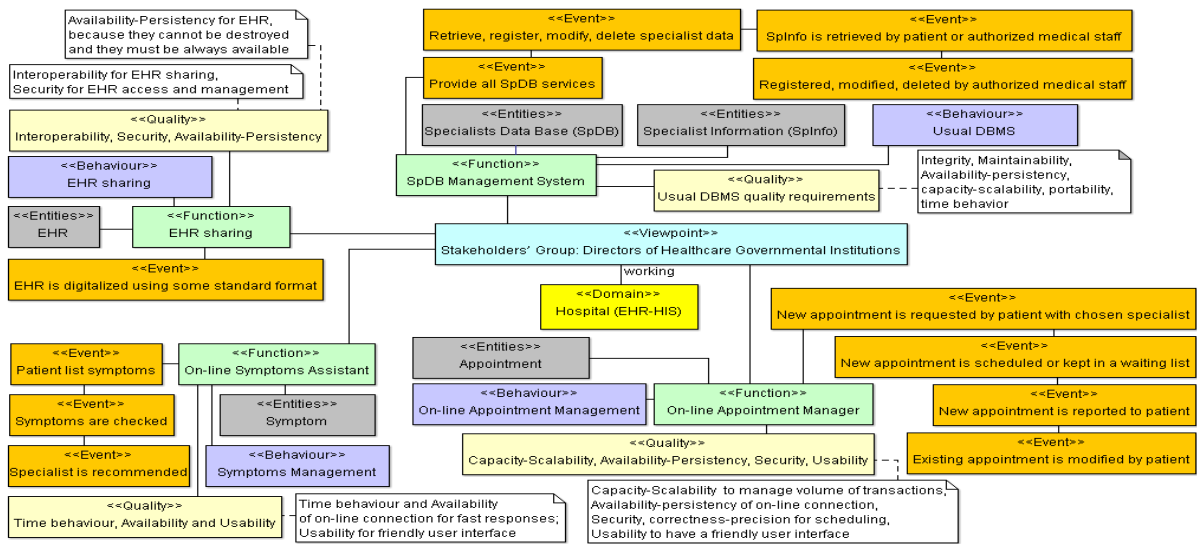 Availability-Persistency for EHR,
because they cannot be destroyed
and they must be always available
Interoperability for EHR sharing,
Security for EHR access and management
<<Quality>>
Interoperability, Security, Availability-Persistency
<<Behaviour>>
EHR sharing
<<Entities>>
EHR
<<Function>>
EHR sharing
<<Event>>
EHR is digitalized using some standard format
<<Event>>
Retrieve, register, modify, delete specialist data
<<Event>>
SpInfo is retrieved by patient or authorized medical staff
<<Event>>
Provide all SpDB services
<<Event>>
Registered, modified, deleted by authorized medical staff
<<Entities>>
Specialists Data Base (SpDB)
<<Entities>>
Specialist Information (SpInfo)
<<Behaviour>>
Usual DBMS
<<Function>>
SpDB Management System
<<Quality>>
Usual DBMS quality requirements
Integrity, Maintainability,
Availability-persistency,
capacity-scalability, portability,
time behavior
<<Viewpoint>>
Stakeholders' Group: Directors of Healthcare Governmental Institutions
working
<<Domain>>
Hospital (EHR-HIS)
<<Event>>
Patient list symptoms
<<Function>>
On-line Symptoms Assistant
<<Event>>
Symptoms are checked
<<Entities>>
Symptom
<<Event>>
Specialist is recommended
<<Behaviour>>
Symptoms Management
<<Quality>>
Time behaviour, Availability and Usability
Time behaviour and Availability
of on-line connection for fast responses;
Usability for friendly user interface
<<Entities>>
Appointment
<<Behaviour>>
On-line Appointment Management
<<Function>>
On-line Appointment Manager
<<Quality>>
Capacity-Scalability, Availability-Persistency, Security, Usability
Capacity-Scalability to manage volume of transactions,
Availability-persistency of on-line connection,
Security, correctness-precision for scheduling,
Usability to have a friendly user interface
<<Event>>
New appointment is requested by patient with chosen specialist
<<Event>>
New appointment is scheduled or kept in a waiting list
<<Event>>
New appointment is reported to patient
<<Event>>
Existing appointment is modified by patient